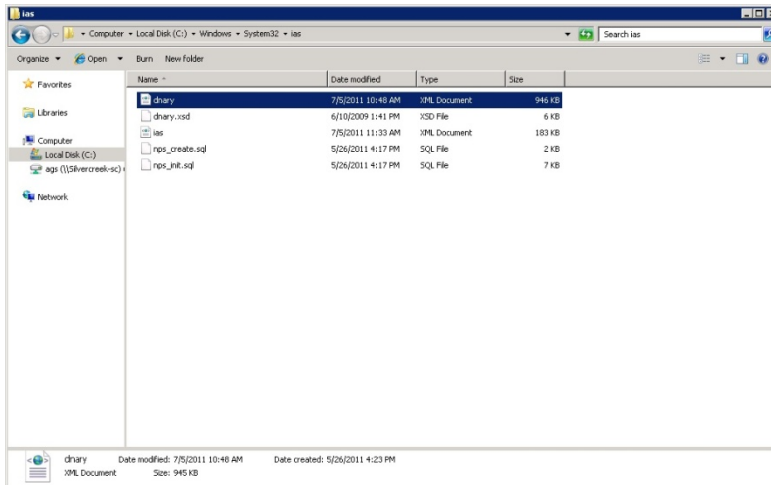 ias
Computer Local Disk (C:) Windows System32 ias
Search ias
Organize Open Burn New folder
Name Date modified Type Size
Favorites
Libraries
Computer
Local Disk (C:)
ags (\\Silvercreek-sc)
Network
dnary 7/5/2011 10:48 AM XML Document 946 KB
dnary.xsd 6/10/2009 1:41 PM XSD File 6 KB
ias 7/5/2011 11:33 AM XML Document 183 KB
nps_create.sql 5/26/2011 4:17 PM SQL File 2 KB
nps_init.sql 5/26/2011 4:17 PM SQL File 7 KB
dnary Date modified: 7/5/2011 10:48 AM Date created: 5/26/2011 4:23 PM
XML Document Size: 945 KB